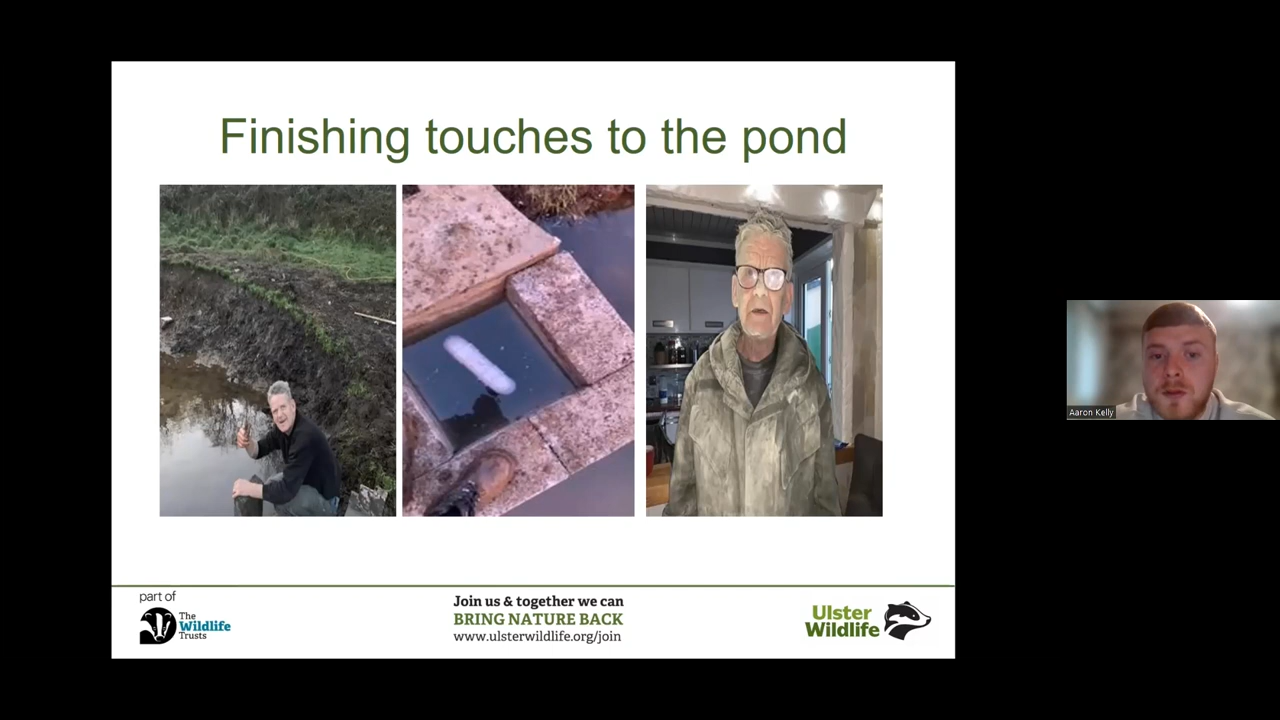 Finishing touches to the pond
Aaron Kelly
part of
The
Wildlife
Trusts
Join us & together we can
BRING NATURE BACK
www.ulsterwildlife.org/join
Ulster
Wildlife